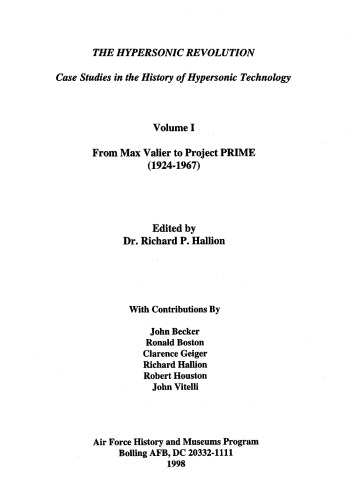 THE HYPERSONIC REVOLUTION
Case Studies in the History of Hypersonic Technology
Volume I
From Max Valier to Project PRIME
(1924-1967)
Edited by
Dr. Richard P. Hallion
With Contributions By
John Becker
Ronald Boston
Clarence Geiger
Richard Hallion
Robert Houston
John Vitelli
Air Force History and Museums Program
Bolling AFB, DC 20332-1111
1998